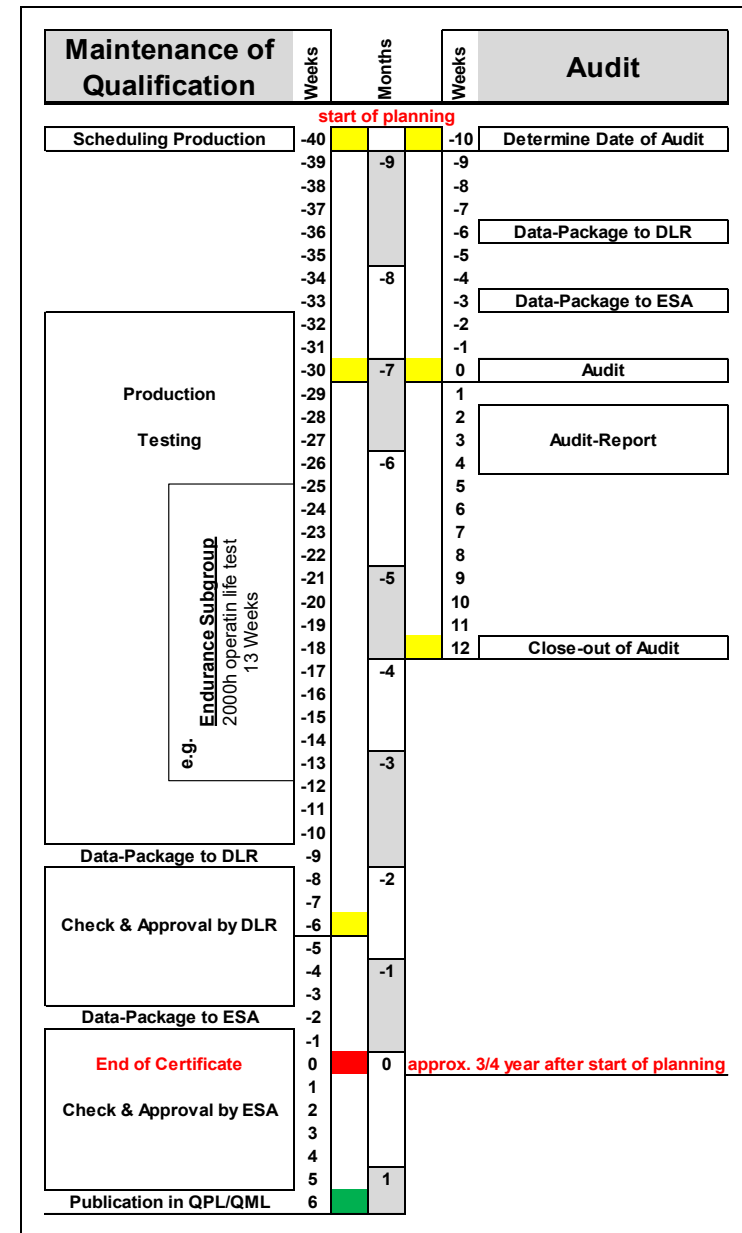 Maintenance of Qualification Weeks Months Weeks Audit
start of planning
Scheduling Production -40 -10 Determine Date of Audit
-39 -9 -9
-38 -8
-37 -7
-36 -6 Data-Package to DLR
-35 -5
-34 -8 -4
-33 -3 Data-Package to ESA
-32 -2
-31 -1
-30 -7 0 Audit
Production -29 1
-28 2
Testing -27 3 Audit-Report
-26 -6 4
-25 5
-24 6
-23 7
-22 8
-21 -5 9
-20 10
-19 11
-18 12 Close-out of Audit
-17 -4
-16
-15
-14
-13 -3
-12
-11
-10
e.g. Endurance Subgroup
2000h operatin life test
13 Weeks
Data-Package to DLR -9
-8 -2
-7
Check & Approval by DLR -6
-5
-4 -1
-3
Data-Package to ESA -2
-1
End of Certificate 0 0 approx. 3/4 year after start of planning
1
Check & Approval by ESA 2
3
4
5 1
Publication in QPL/QML 6